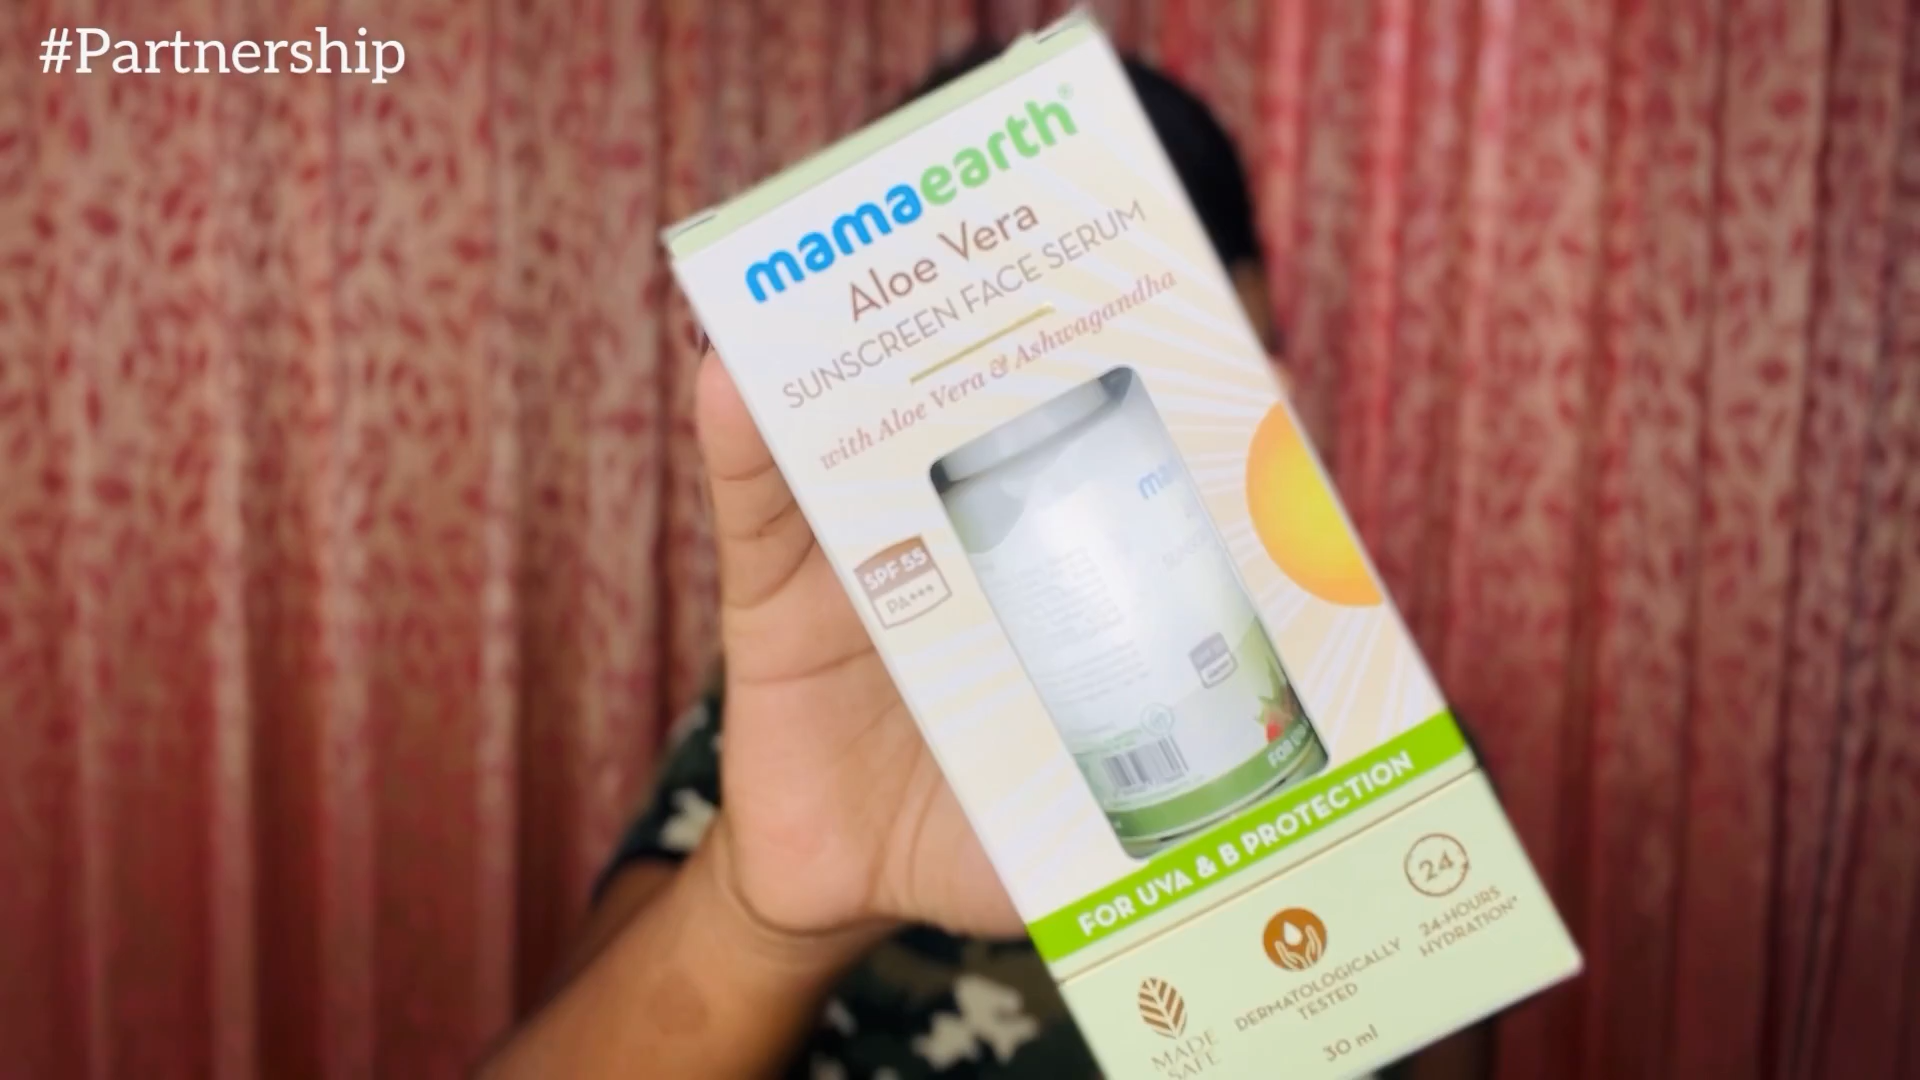 #Partnership
mamaearth®
Aloe Vera
SUNSCREEN FACE SERUM
with Aloe Vera & Ashwagandha
SPF 55
PA+++
FOR UVA & B PROTECTION
24
24-HOURS
HYDRATION*
DERMATOLOGICALLY
TESTED
MADE
SAFE
30 ml